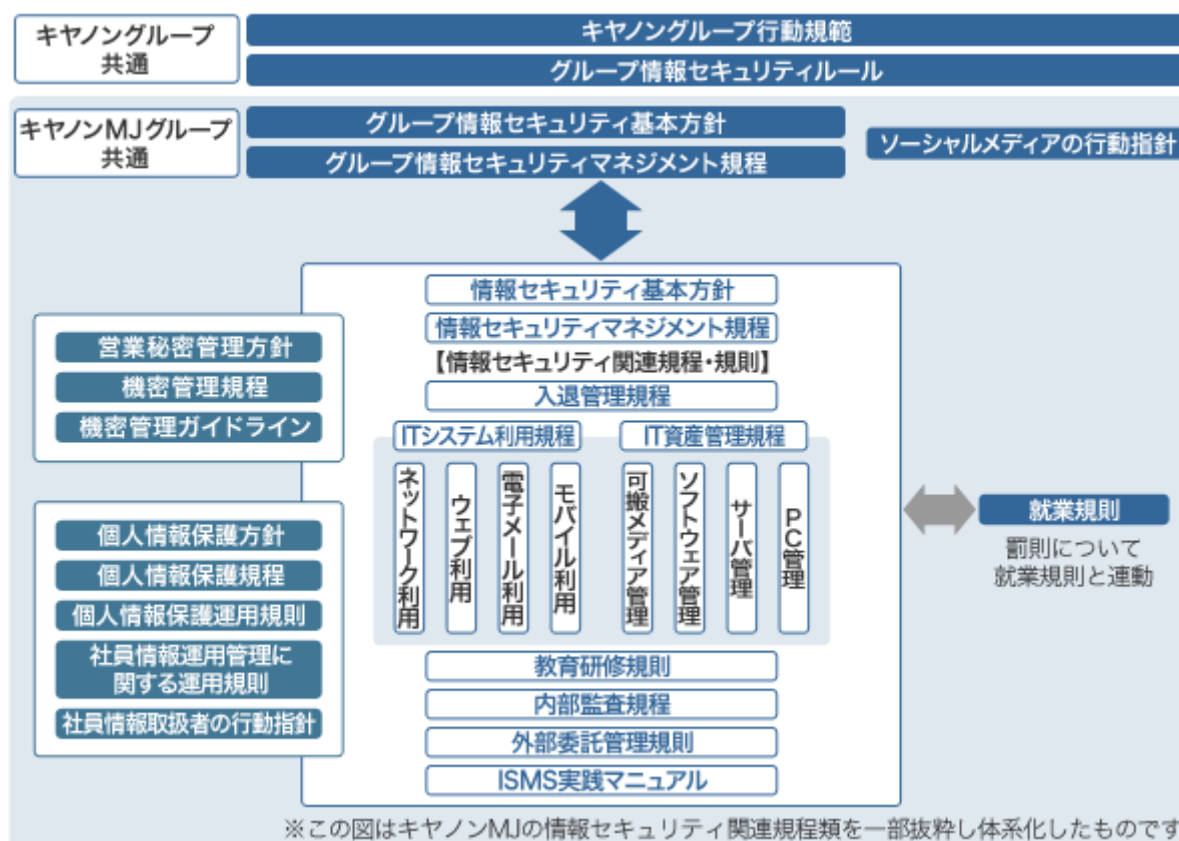 キヤノングループ
共通
キヤノングループ行動規範
グループ情報セキュリティルール
キヤノンMJグループ
共通
グループ情報セキュリティ基本方針
グループ情報セキュリティマネジメント規程
ソーシャルメディアの行動指針
情報セキュリティ基本方針
情報セキュリティマネジメント規程
【情報セキュリティ関連規程・規則】
入退管理規程
ITシステム利用規程
IT資産管理規程
ネットワーク利用
ウェブ利用
電子メール利用
モバイル利用
可搬メディア管理
ソフトウェア管理
サーバ管理
PC管理
教育研修規則
内部監査規程
外部委託管理規則
ISMS実践マニュアル
営業秘密管理方針
機密管理規程
機密管理ガイドライン
個人情報保護方針
個人情報保護規程
個人情報保護運用規則
社員情報運用管理に
関する運用規則
社員情報取扱者の行動指針
就業規則
罰則について
就業規則と連動
※この図はキヤノンMJの情報セキュリティ関連規程類を一部抜粋し体系化したものです